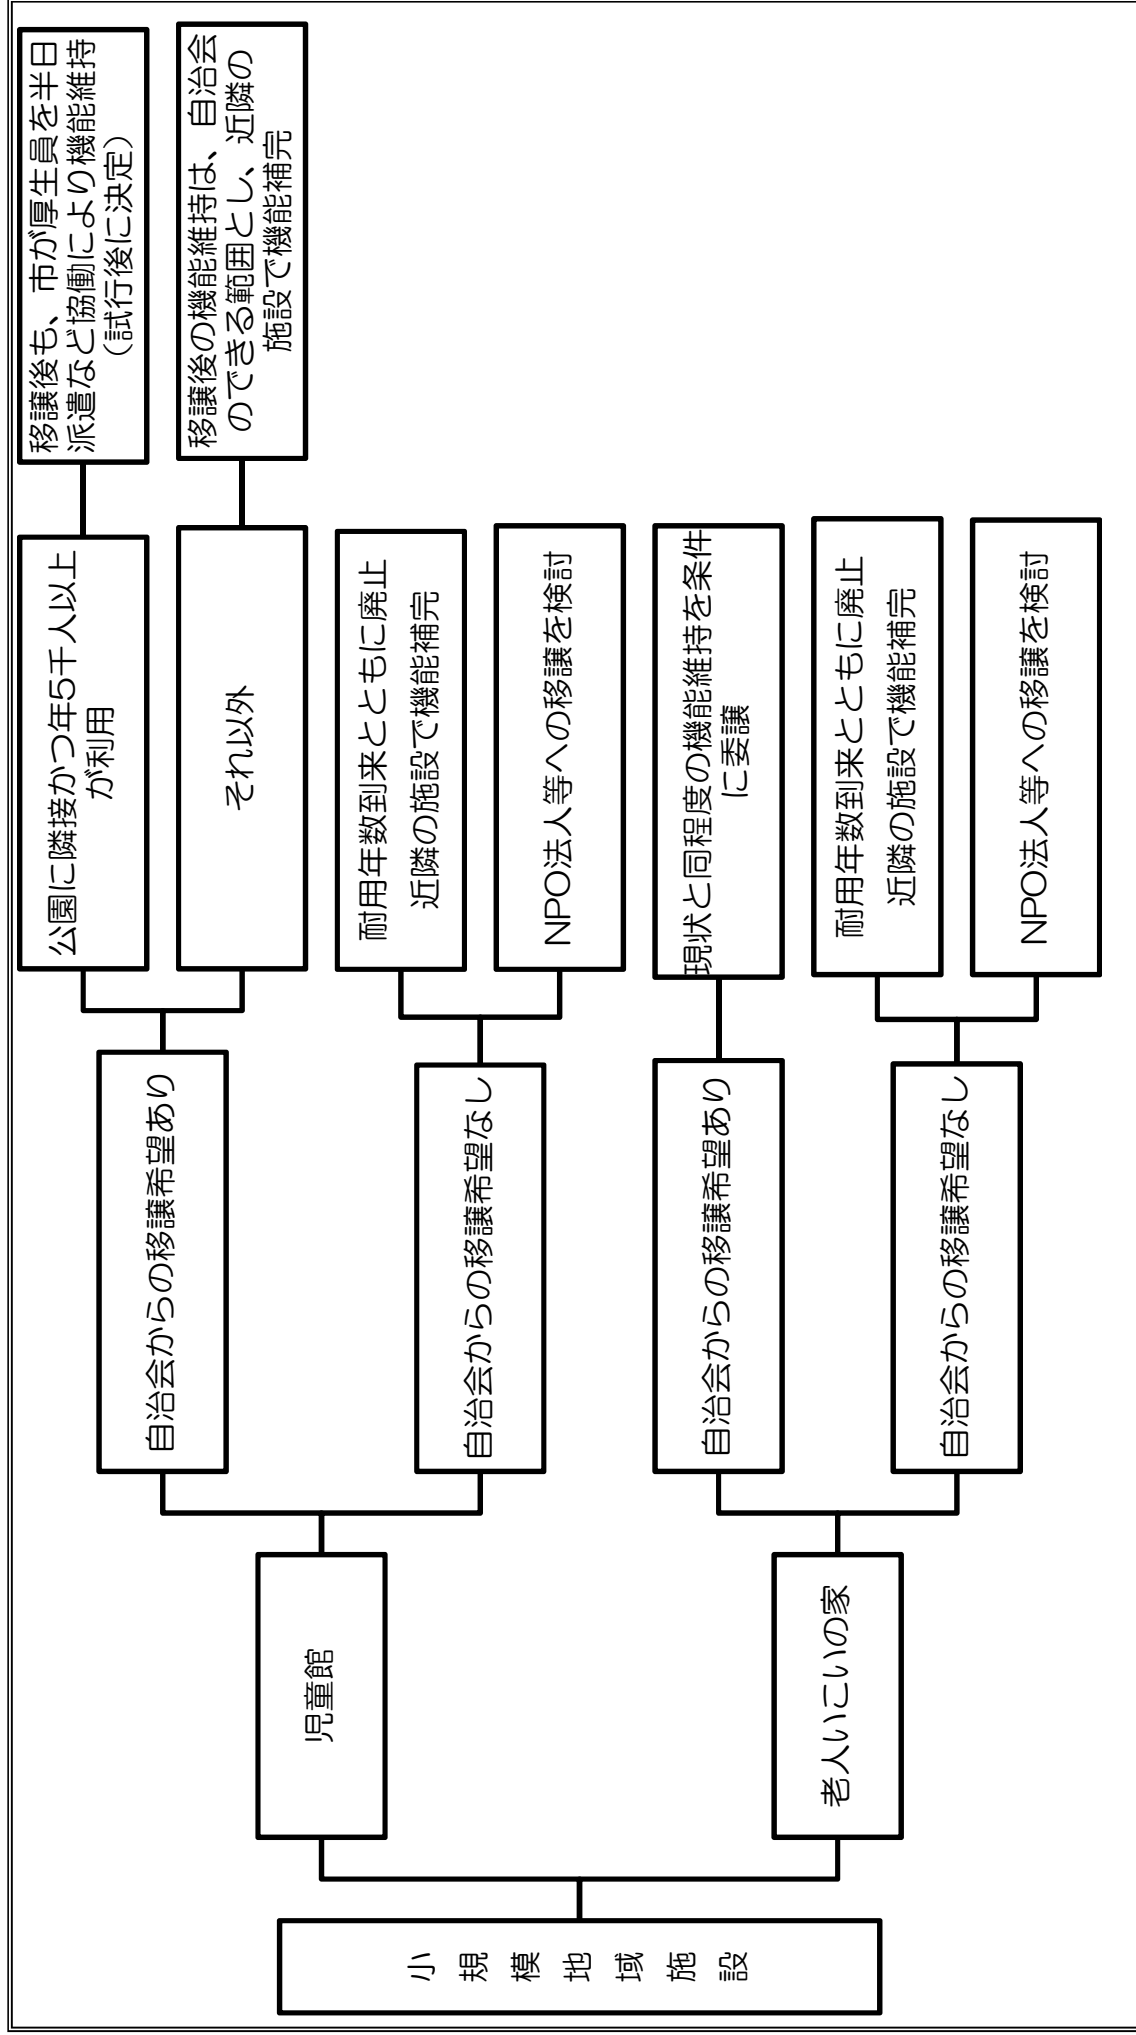 小規模地域施設
児童館
自治会からの移譲希望あり
公園に隣接かつ年5千人以上
が利用
移譲後も、市が厚生員を半日
派遣など協働により機能維持
(試行後に決定)
それ以外
移譲後の機能維持は、自治会
のできる範囲とし、近隣の
施設で機能補完
自治会からの移譲希望なし
耐用年数到来とともに廃止
近隣の施設で機能補完
NPO法人等への移譲を検討
老人いこいの家
自治会からの移譲希望あり
現状と同程度の機能維持を条件
に委譲
自治会からの移譲希望なし
耐用年数到来とともに廃止
近隣の施設で機能補完
NPO法人等への移譲を検討